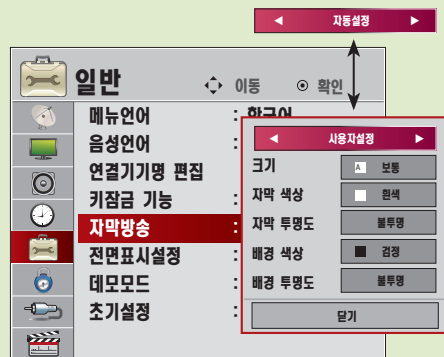 자동설정
일반 이동 확인
메뉴언어 : 한국어
음성언어 :
연결기기명 편집
키잠금 기능 :
자막방송 :
전면표시설정 :
데모모드 :
초기설정 :
사용자설정
크기 A 보통
자막 색상 흰색
자막 투명도 불투명
배경 색상 검정
배경 투명도 불투명
닫기